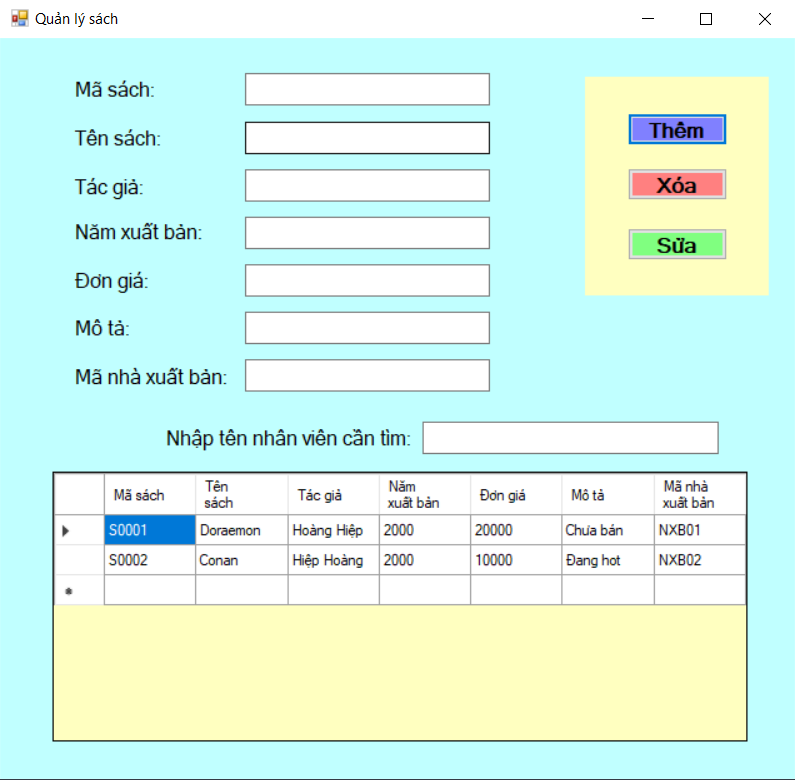 Quản lý sách
Mã sách:
Thêm
Tên sách:
Xóa
Tác giả:
Năm xuất bản:
Sửa
Đơn giá:
Mô tả:
Mã nhà xuất bản:
Nhập tên nhân viên cần tìm:
Mã sách Tên sách Tác giả Năm xuất bản Đơn giá Mô tả Mã nhà xuất bản
S0001 Doraemon Hoàng Hiệp 2000 20000 Chưa bán NXB01
S0002 Conan Hiệp Hoàng 2000 10000 Đang hot NXB02